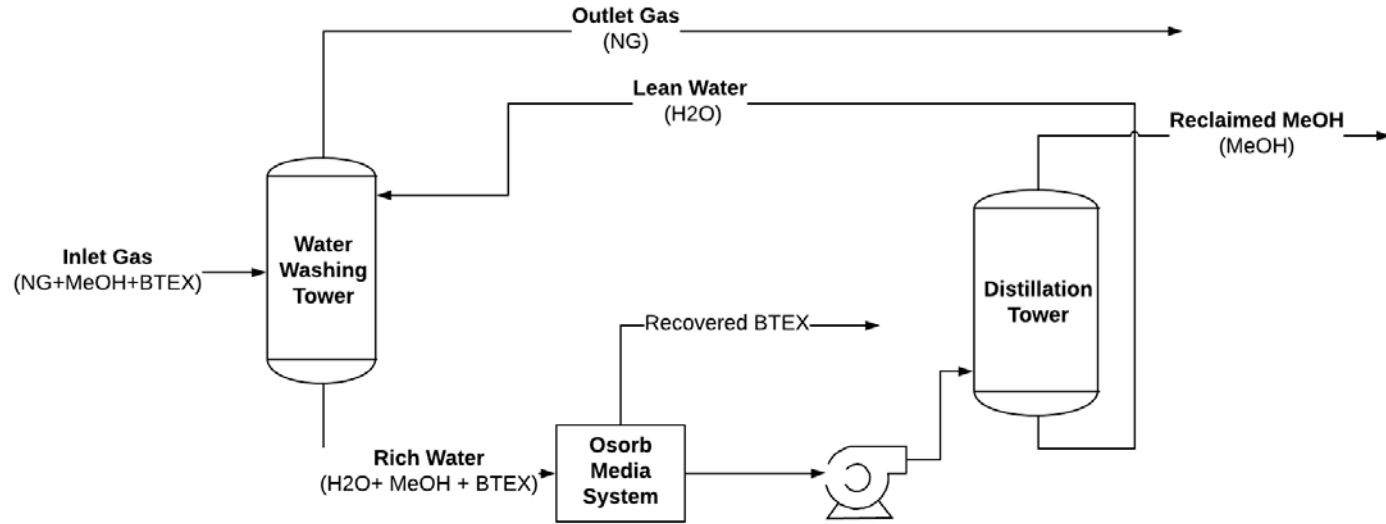 Outlet Gas
(NG)
Lean Water
(H2O)
Reclaimed MeOH
(MeOH)
Inlet Gas
(NG+MeOH+BTEX)
Water
Washing
Tower
Distillation
Tower
Recovered BTEX
Rich Water
(H2O+ MeOH + BTEX)
Osorb
Media
System